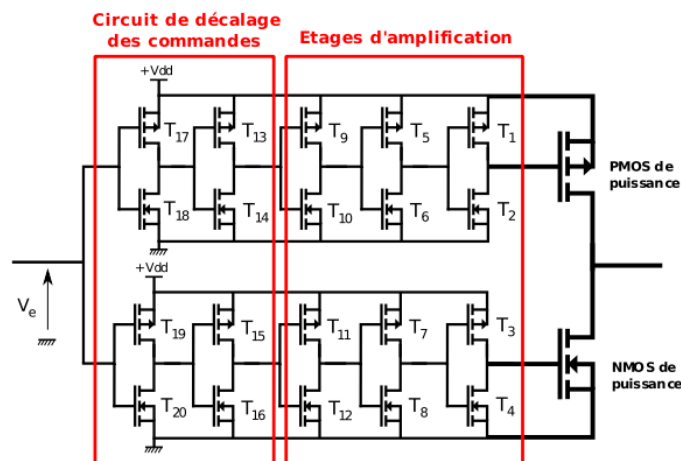 Circuit de décalage
des commandes
Etages d'amplification
+Vdd
T17
T13
T9
T5
T1
T18
T14
T10
T6
T2
PMOS de
puissance
+Vdd
Ve
T19
T15
T11
T7
T3
T20
T16
T12
T8
T4
NMOS de
puissance